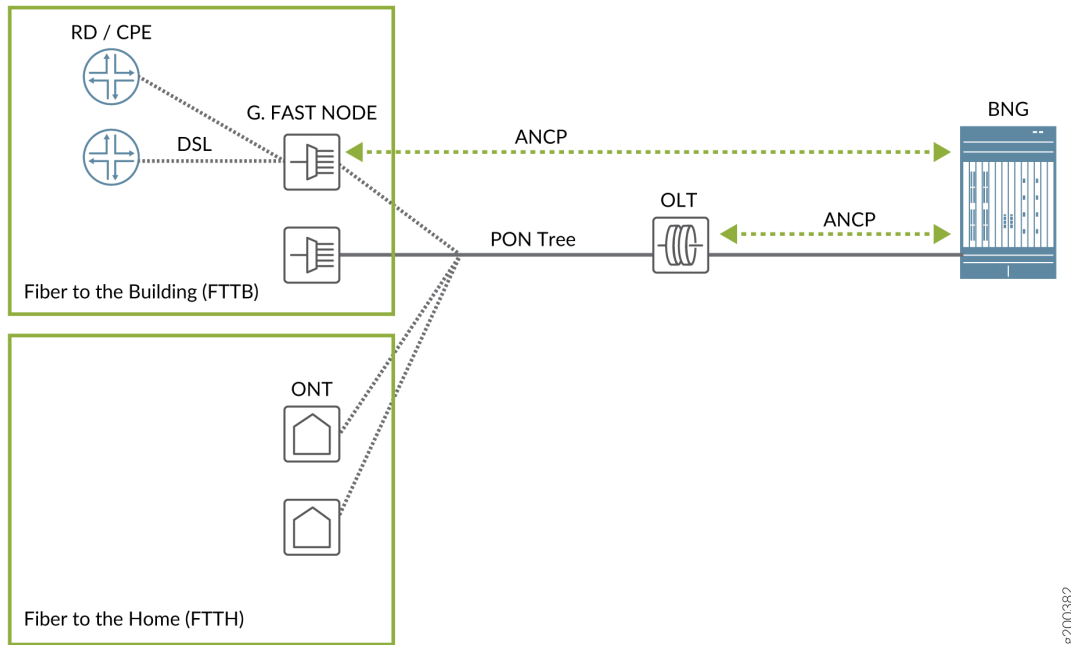 RD / CPE
G. FAST NODE
DSL
ANCP
BNG
OLT
ANCP
PON Tree
Fiber to the Building (FTTB)
ONT
Fiber to the Home (FTTH)
g200382